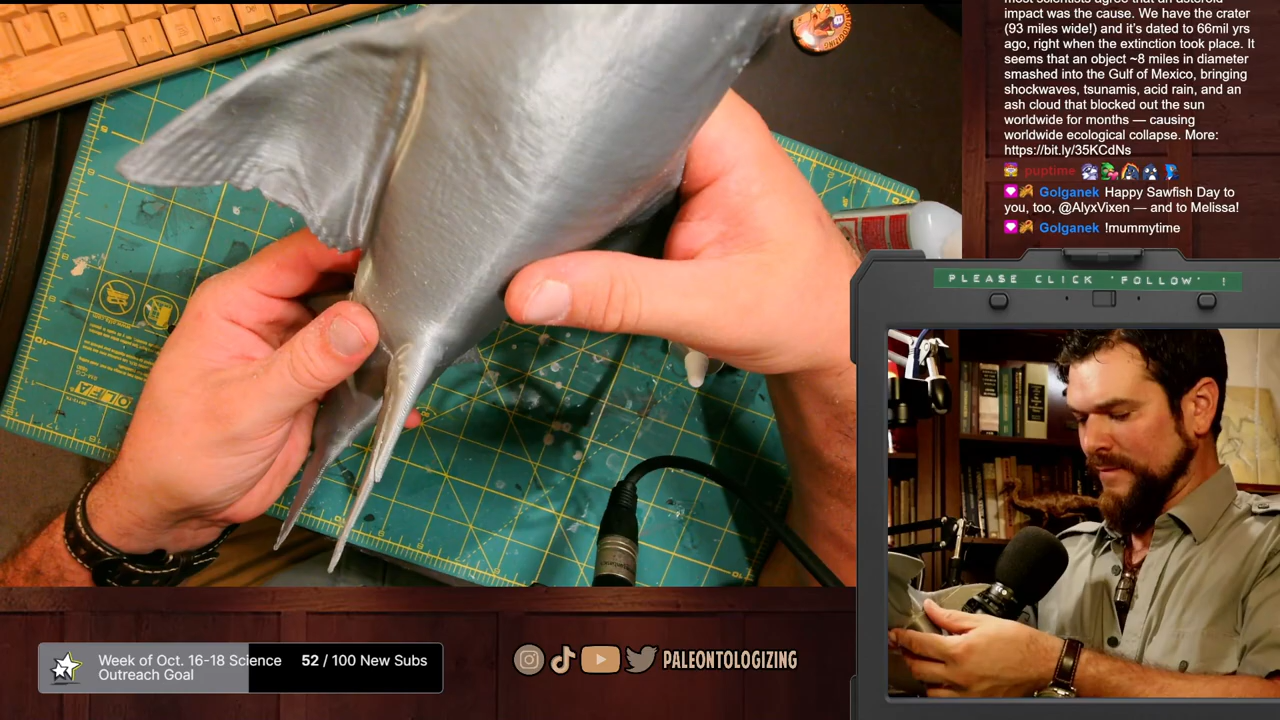 most scientists agree that an asteroid
impact was the cause. We have the crater
(93 miles wide!) and it's dated to 66mil yrs
ago, right when the extinction took place. It
seems that an object ~8 miles in diameter
smashed into the Gulf of Mexico, bringing
shockwaves, tsunamis, acid rain, and an
ash cloud that blocked out the sun
worldwide for months — causing
worldwide ecological collapse. More:
https://bit.ly/35KCdNs
puptime
Golganek Happy Sawfish Day to
you, too, @AlyxVixen — and to Melissa!
Golganek !mummytime
PLEASE CLICK 'FOLLOW' !
OLFA
Week of Oct. 16-18 Science
Outreach Goal
52 / 100 New Subs
PALEONTOLOGIZING